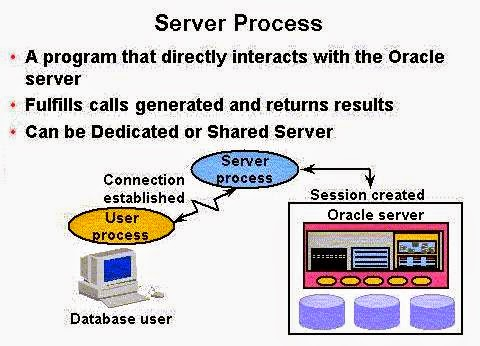 Server Process
• A program that directly interacts with the Oracle
server
• Fulfills calls generated and returns results
• Can be Dedicated or Shared Server
Server
process
Connection
established
Session created
User
process
Oracle server
Database user